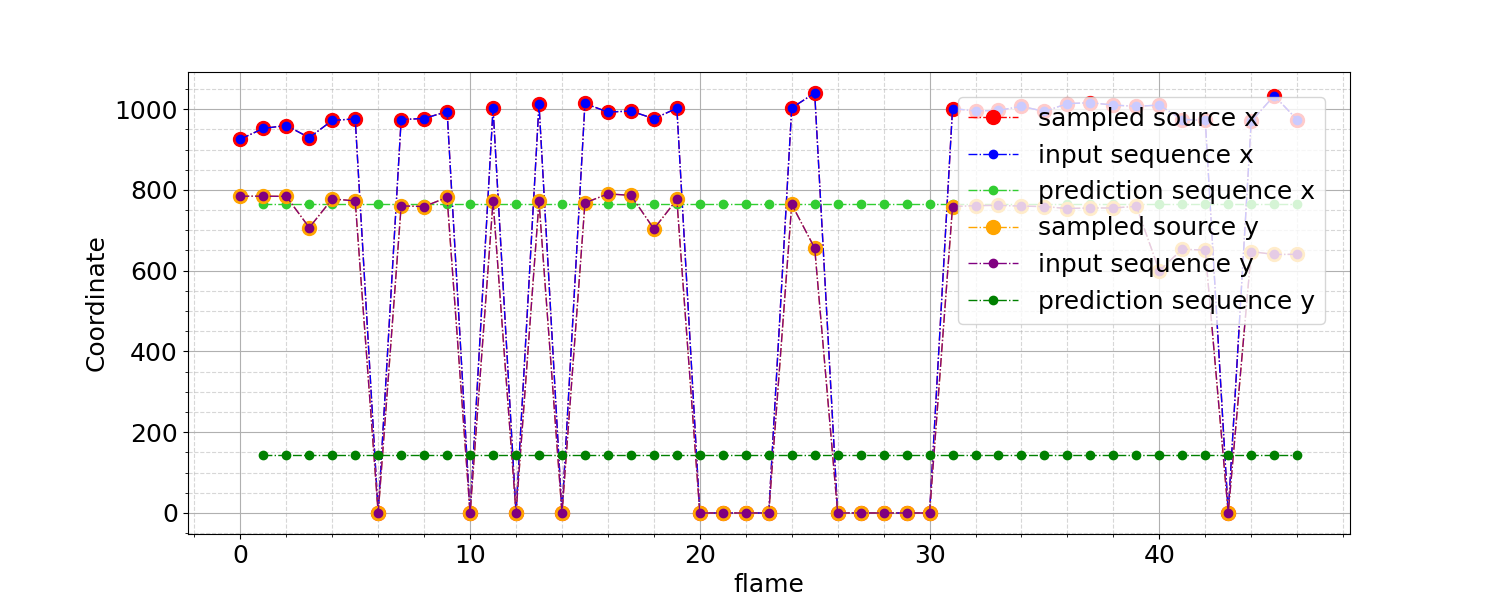 1000
800
600
400
200
0
Coordinate
sampled source x
input sequence x
prediction sequence x
sampled source y
input sequence y
prediction sequence y
0 10 20 30 40
flame